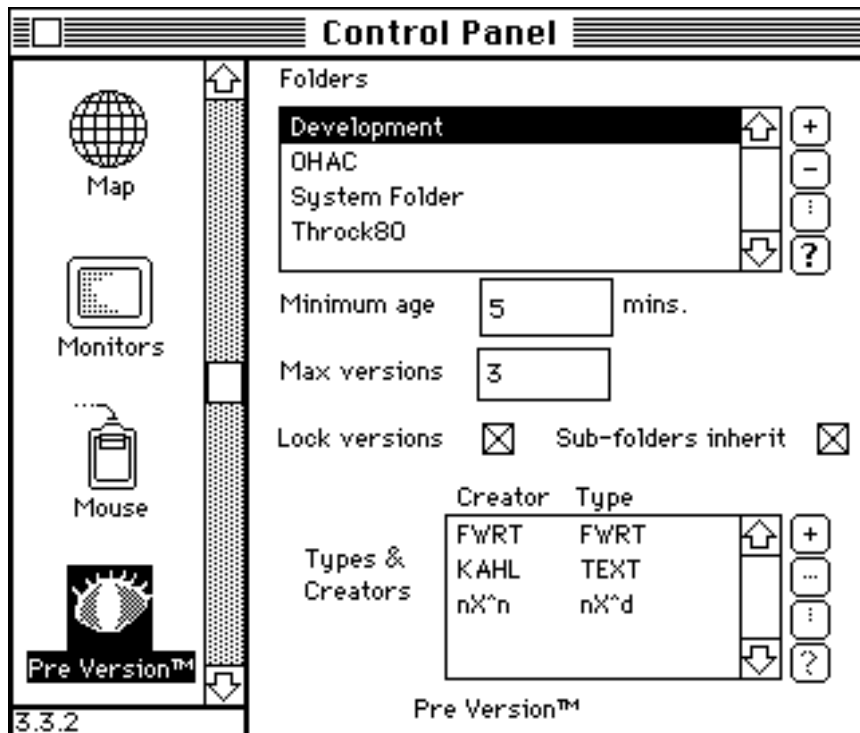 Control Panel
Map
Monitors
Mouse
Pre Version™
3.3.2
Folders
Development
OHAC
System Folder
Throck80
+
−
⋮
?
Minimum age 5 mins.
Max versions 3
Lock versions Sub-folders inherit
Creator Type
Types &
Creators
FWRT FWRT
KAHL TEXT
nX^n nX^d
+
...
⋮
?
Pre Version™